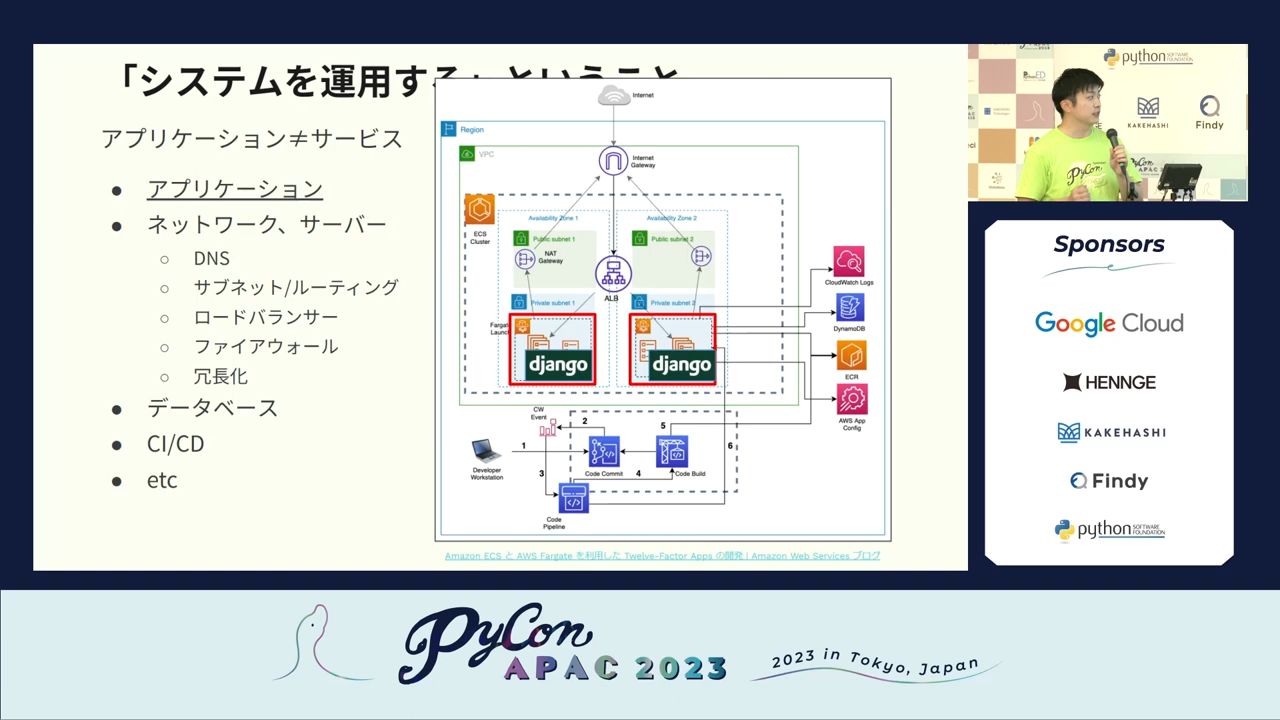 「システムを運用する」ということ
アプリケーション≠サービス
● アプリケーション
● ネットワーク、サーバー
○ DNS
○ サブネット/ルーティング
○ ロードバランサー
○ ファイアウォール
○ 冗長化
● データベース
● CI/CD
● etc
Internet
Region
VPC
Internet
Gateway
ECS
Cluster
Availability Zone 1
Availability Zone 2
Public subnet 1
Public subnet 2
NAT
Gateway
ALB
Private subnet 1
Private subnet 2
django
django
CloudWatch Logs
DynamoDB
ECR
AWS App
Config
CW
Event
Developer
Workstation
1
2
3
4
5
6
Code Commit
Code Build
Code
Pipeline
Amazon ECS と AWS Fargate を利用した Twelve-Factor Apps の開発 | Amazon Web Services ブログ
python
SOFTWARE
FOUNDATION
KAKEHASHI
Findy
PyCon
Sponsors
Google Cloud
HENNGE
KAKEHASHI
Findy
python
SOFTWARE
FOUNDATION
PyCon
APAC 2023
2023 in Tokyo, Japan